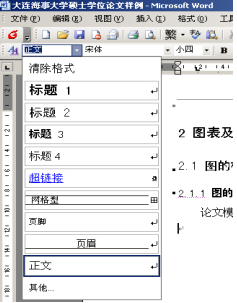 大连海事大学硕士学位论文样例 - Microsoft Word
文件(F) 编辑(E) 视图(V) 插入(I) 格式(O)
正文 宋体 小四 B
清除格式
标题 1
标题 2
标题 3
标题 4
超链接 a
网格型
页脚
页眉
正文
其他...
2 图表及
2.1 图的
2.1.1 图的
论文模